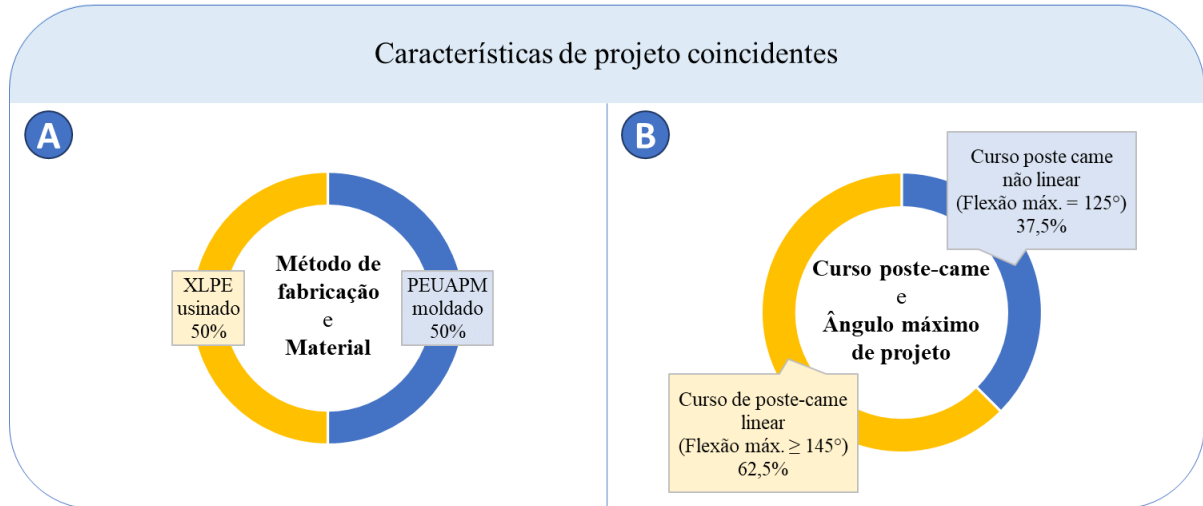 Características de projeto coincidentes
A
XLPE
usinado
50%
Método de
fabricação
e
Material
PEUAPM
moldado
50%
B
Curso poste came
não linear
(Flexão máx. = 125°)
37,5%
Curso poste-came
e
Ângulo máximo
de projeto
Curso de poste-came
linear
(Flexão máx. ≥ 145°)
62,5%